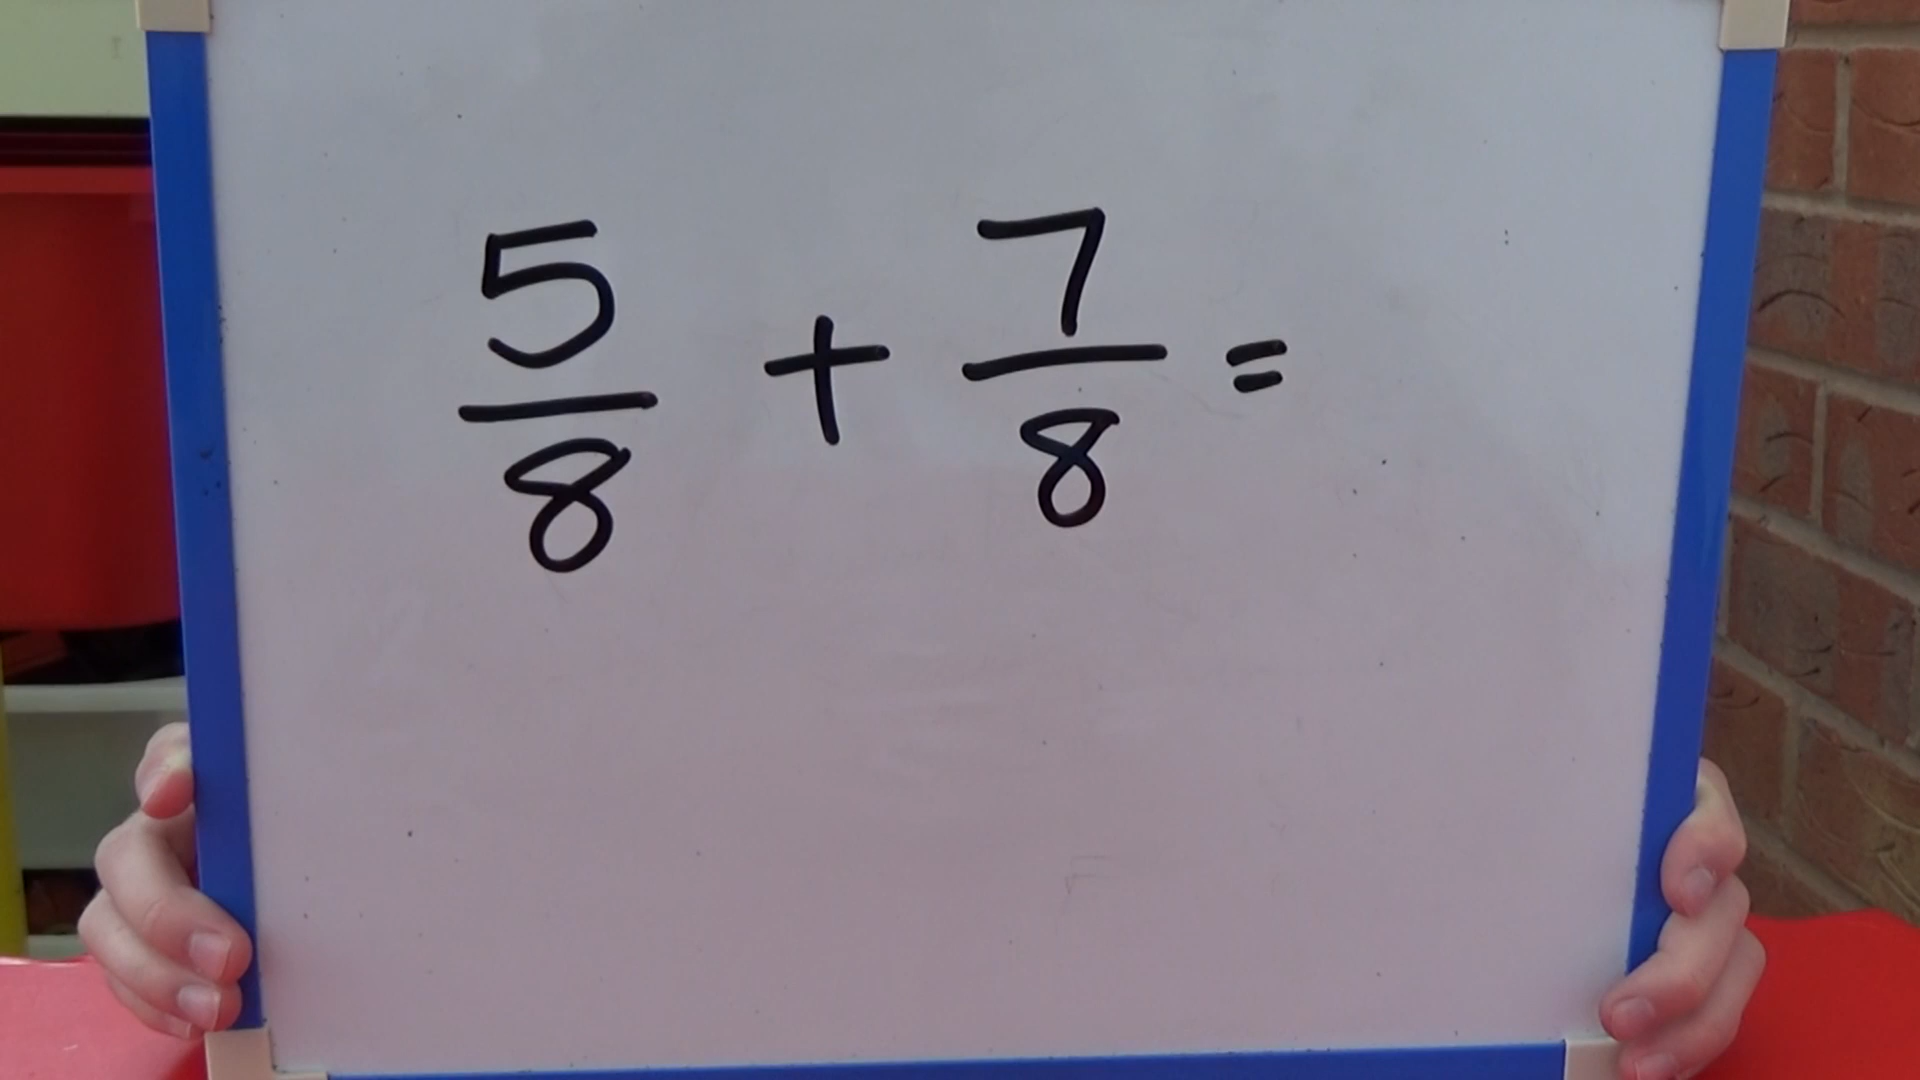 5/8 + 7/8 =